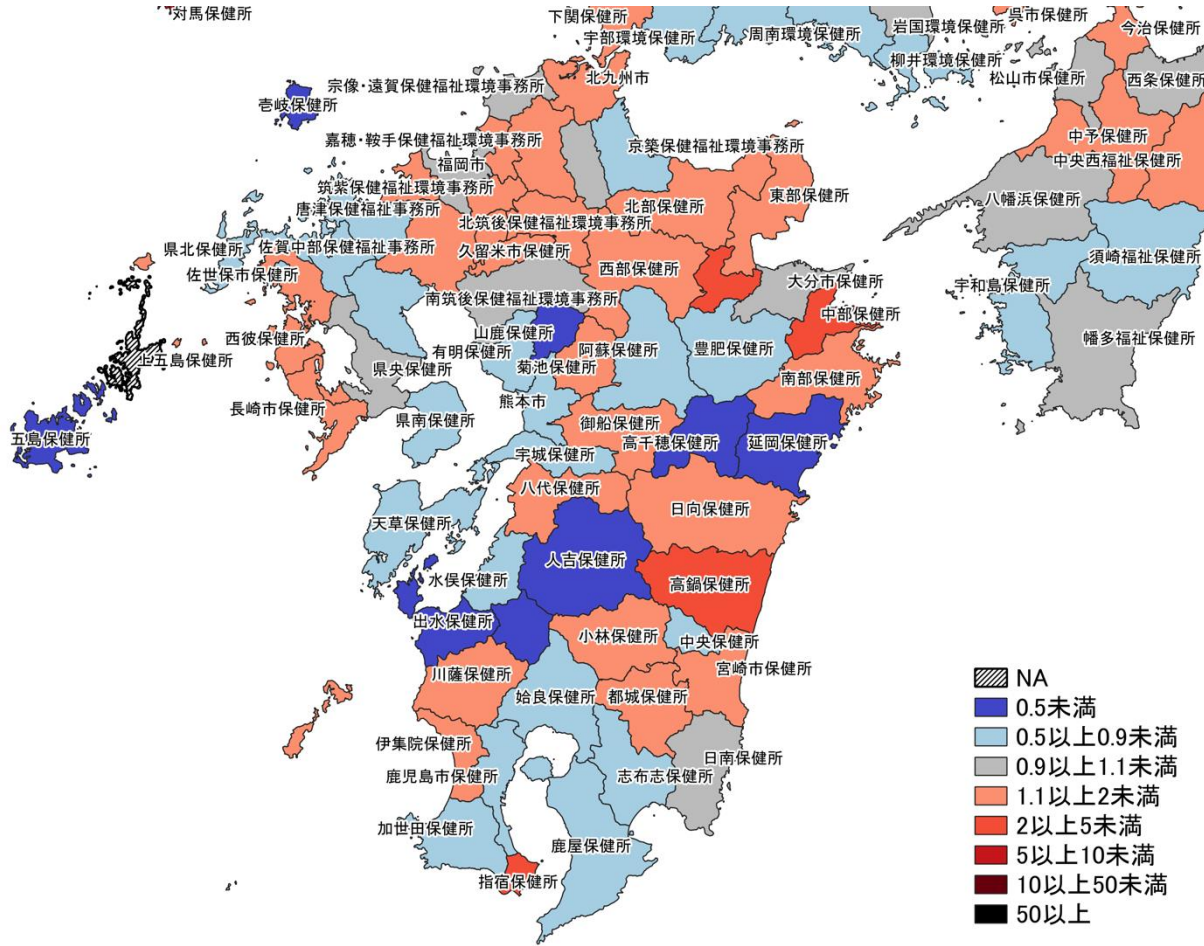 対馬保健所
下関保健所
宇部環境保健所
周南環境保健所
岩国環境保健所
呉市保健所
今治保健所
柳井環境保健所
松山市保健所
西条保健所
北九州市
宗像・遠賀保健福祉環境事務所
壱岐保健所
嘉穂・鞍手保健福祉環境事務所
福岡市
京築保健福祉環境事務所
中予保健所
中央西福祉保健所
筑紫保健福祉環境事務所
東部保健所
八幡浜保健所
唐津保健福祉事務所
北部保健所
北筑後保健福祉環境事務所
県北保健所
佐賀中部保健福祉事務所
久留米市保健所
西部保健所
須崎福祉保健所
佐世保市保健所
大分市保健所
宇和島保健所
南筑後保健福祉環境事務所
中部保健所
山鹿保健所
西彼保健所
有明保健所
阿蘇保健所
豊肥保健所
幡多福祉保健所
上五島保健所
県央保健所
菊池保健所
南部保健所
長崎市保健所
県南保健所
熊本市
御船保健所
五島保健所
高千穂保健所
延岡保健所
宇城保健所
八代保健所
日向保健所
天草保健所
人吉保健所
水俣保健所
高鍋保健所
出水保健所
小林保健所
中央保健所
宮崎市保健所
川薩保健所
姶良保健所
都城保健所
伊集院保健所
日南保健所
鹿児島市保健所
志布志保健所
加世田保健所
鹿屋保健所
指宿保健所
NA
0.5未満
0.5以上0.9未満
0.9以上1.1未満
1.1以上2未満
2以上5未満
5以上10未満
10以上50未満
50以上